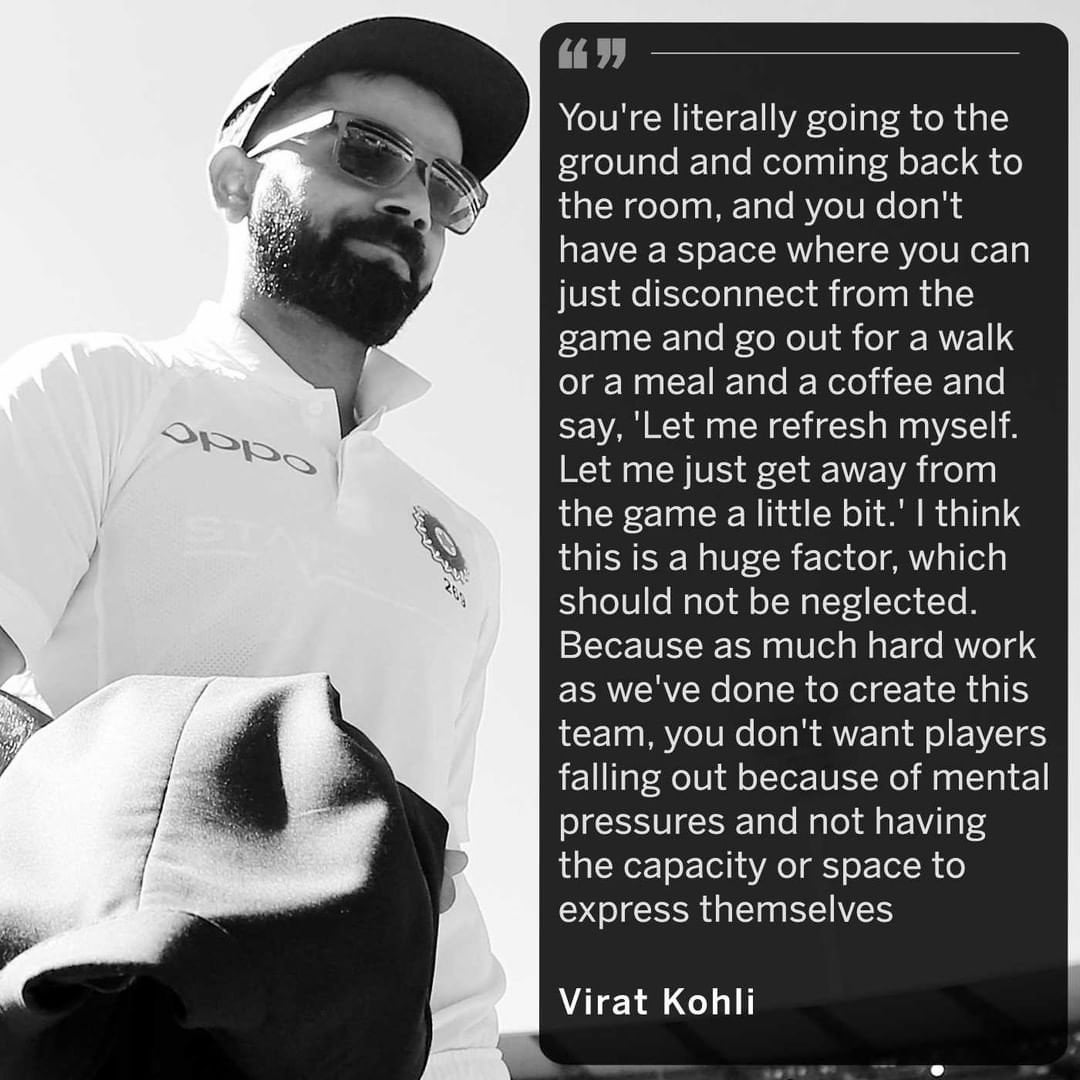 You're literally going to the
ground and coming back to
the room, and you don't
have a space where you can
just disconnect from the
game and go out for a walk
or a meal and a coffee and
say, 'Let me refresh myself.
Let me just get away from
the game a little bit.' I think
this is a huge factor, which
should not be neglected.
Because as much hard work
as we've done to create this
team, you don't want players
falling out because of mental
pressures and not having
the capacity or space to
express themselves
Virat Kohli
oppo
STAR
269